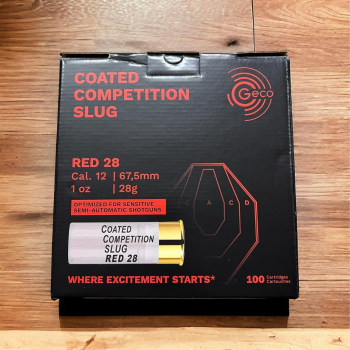 COATED
COMPETITION
SLUG
Geco
RED 28
Cal. 12 | 67,5mm
1 oz | 28g
A C D
OPTIMIZED FOR SENSITIVE
SEMI-AUTOMATIC SHOTGUNS
COATED
COMPETITION
SLUG
RED 28
WHERE EXCITEMENT STARTS*
100 Cartridges
Cartouches